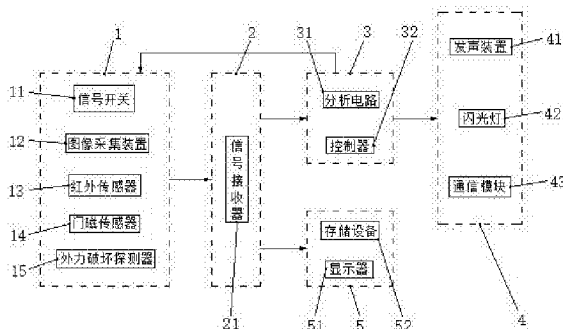 1
2
3
4
5
11
信号开关
12
图像采集装置
13
红外传感器
14
门磁传感器
15
外力破坏探测器
信号接收器
21
31
32
分析电路
控制器
存储设备
显示器
51
52
发声装置
41
闪光灯
42
通信模块
43